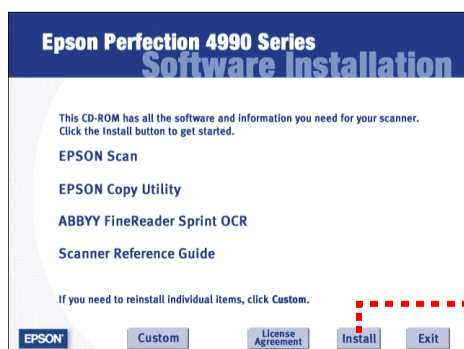 Epson Perfection 4990 Series
Software Installation
This CD-ROM has all the software and information you need for your scanner.
Click the Install button to get started.
EPSON Scan
EPSON Copy Utility
ABBYY FineReader Sprint OCR
Scanner Reference Guide
If you need to reinstall individual items, click Custom.
EPSON
Custom
License
Agreement
Install
Exit